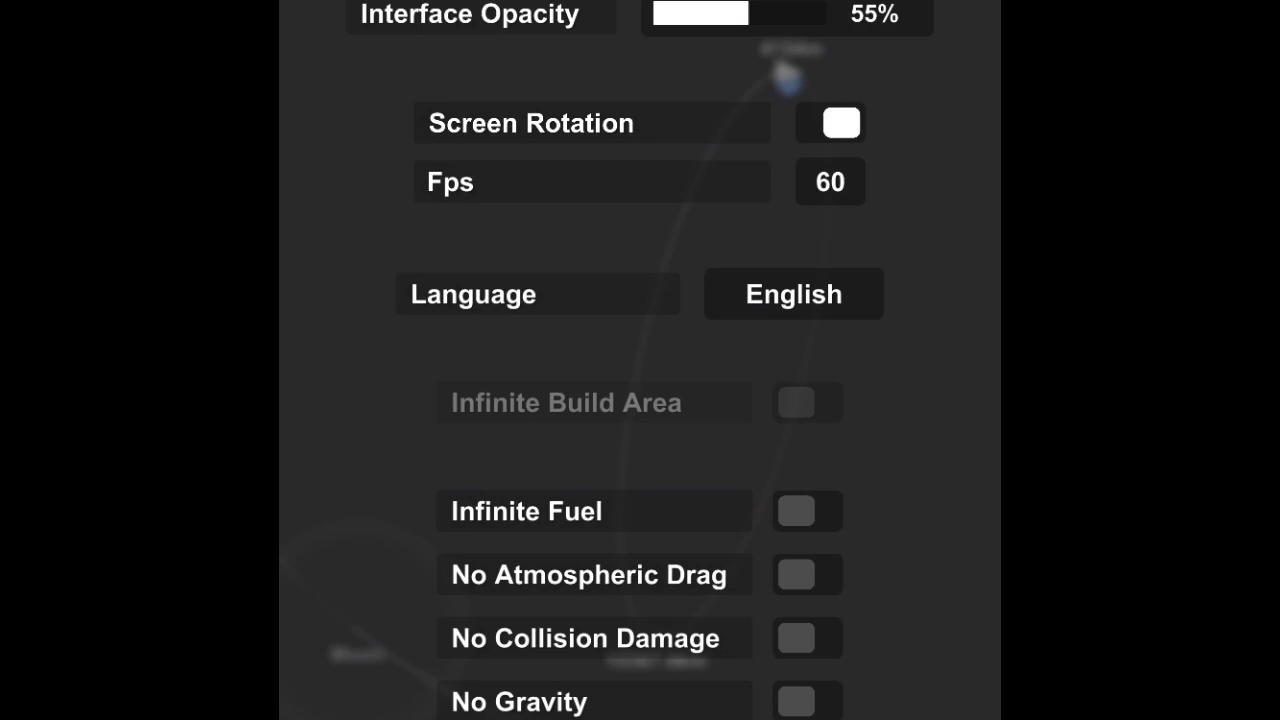 Interface Opacity 55%
Screen Rotation
Fps 60
Language English
Infinite Build Area
Infinite Fuel
No Atmospheric Drag
No Collision Damage
No Gravity